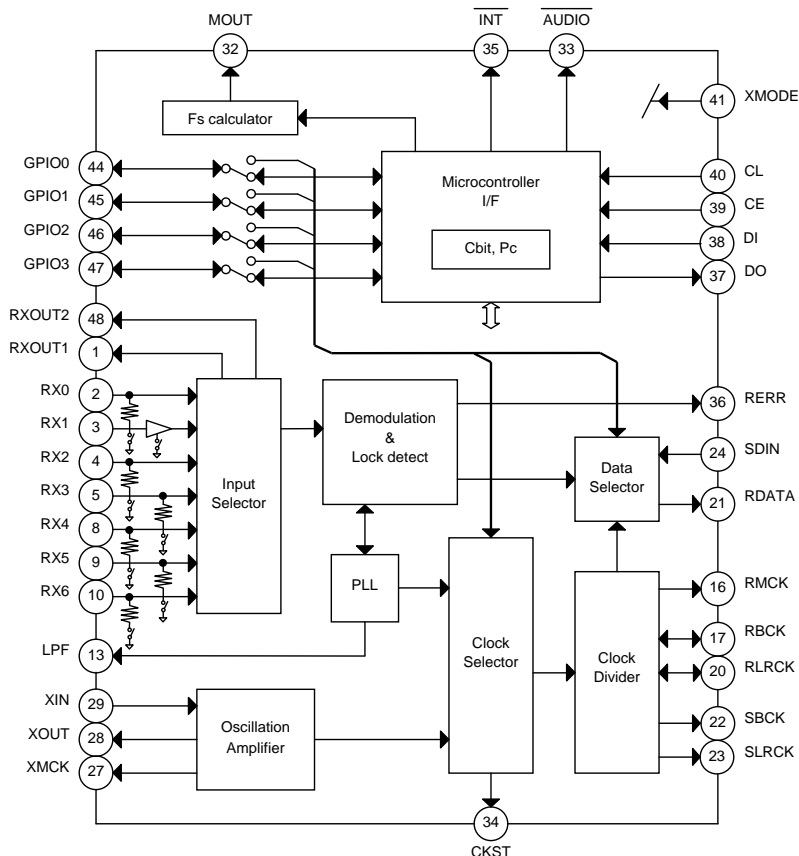 MOUT
INT
AUDIO
32
35
33
41
XMODE
Fs calculator
GPIO0
44
GPIO1
45
GPIO2
46
GPIO3
47
Microcontroller
I/F
Cbit, Pc
40
CL
39
CE
38
DI
37
DO
RXOUT2
48
RXOUT1
1
RX0
2
RX1
3
RX2
4
RX3
5
RX4
8
RX5
9
RX6
10
Input
Selector
Demodulation
&
Lock detect
36
RERR
24
SDIN
Data
Selector
21
RDATA
PLL
LPF
13
Clock
Selector
Clock
Divider
16
RMCK
17
RBCK
20
RLRCK
22
SBCK
23
SLRCK
XIN
29
XOUT
28
XMCK
27
Oscillation
Amplifier
34
CKST